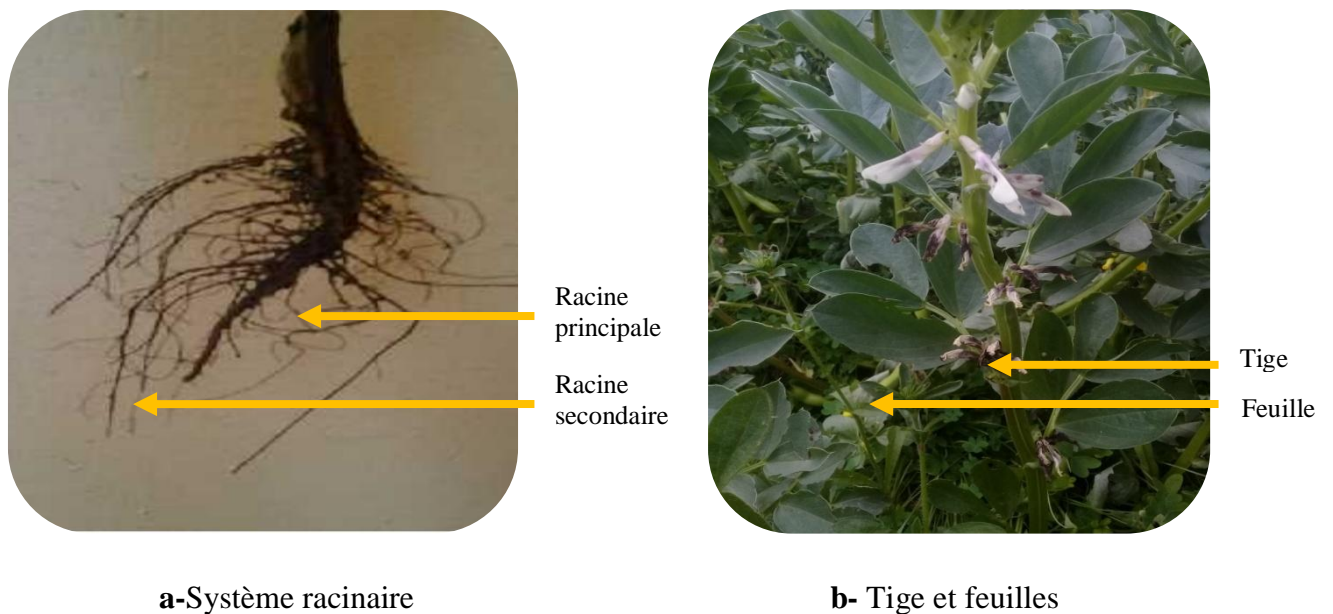 Racine
principale
Racine
secondaire
Tige
Feuille
a-Système racinaire
b- Tige et feuilles